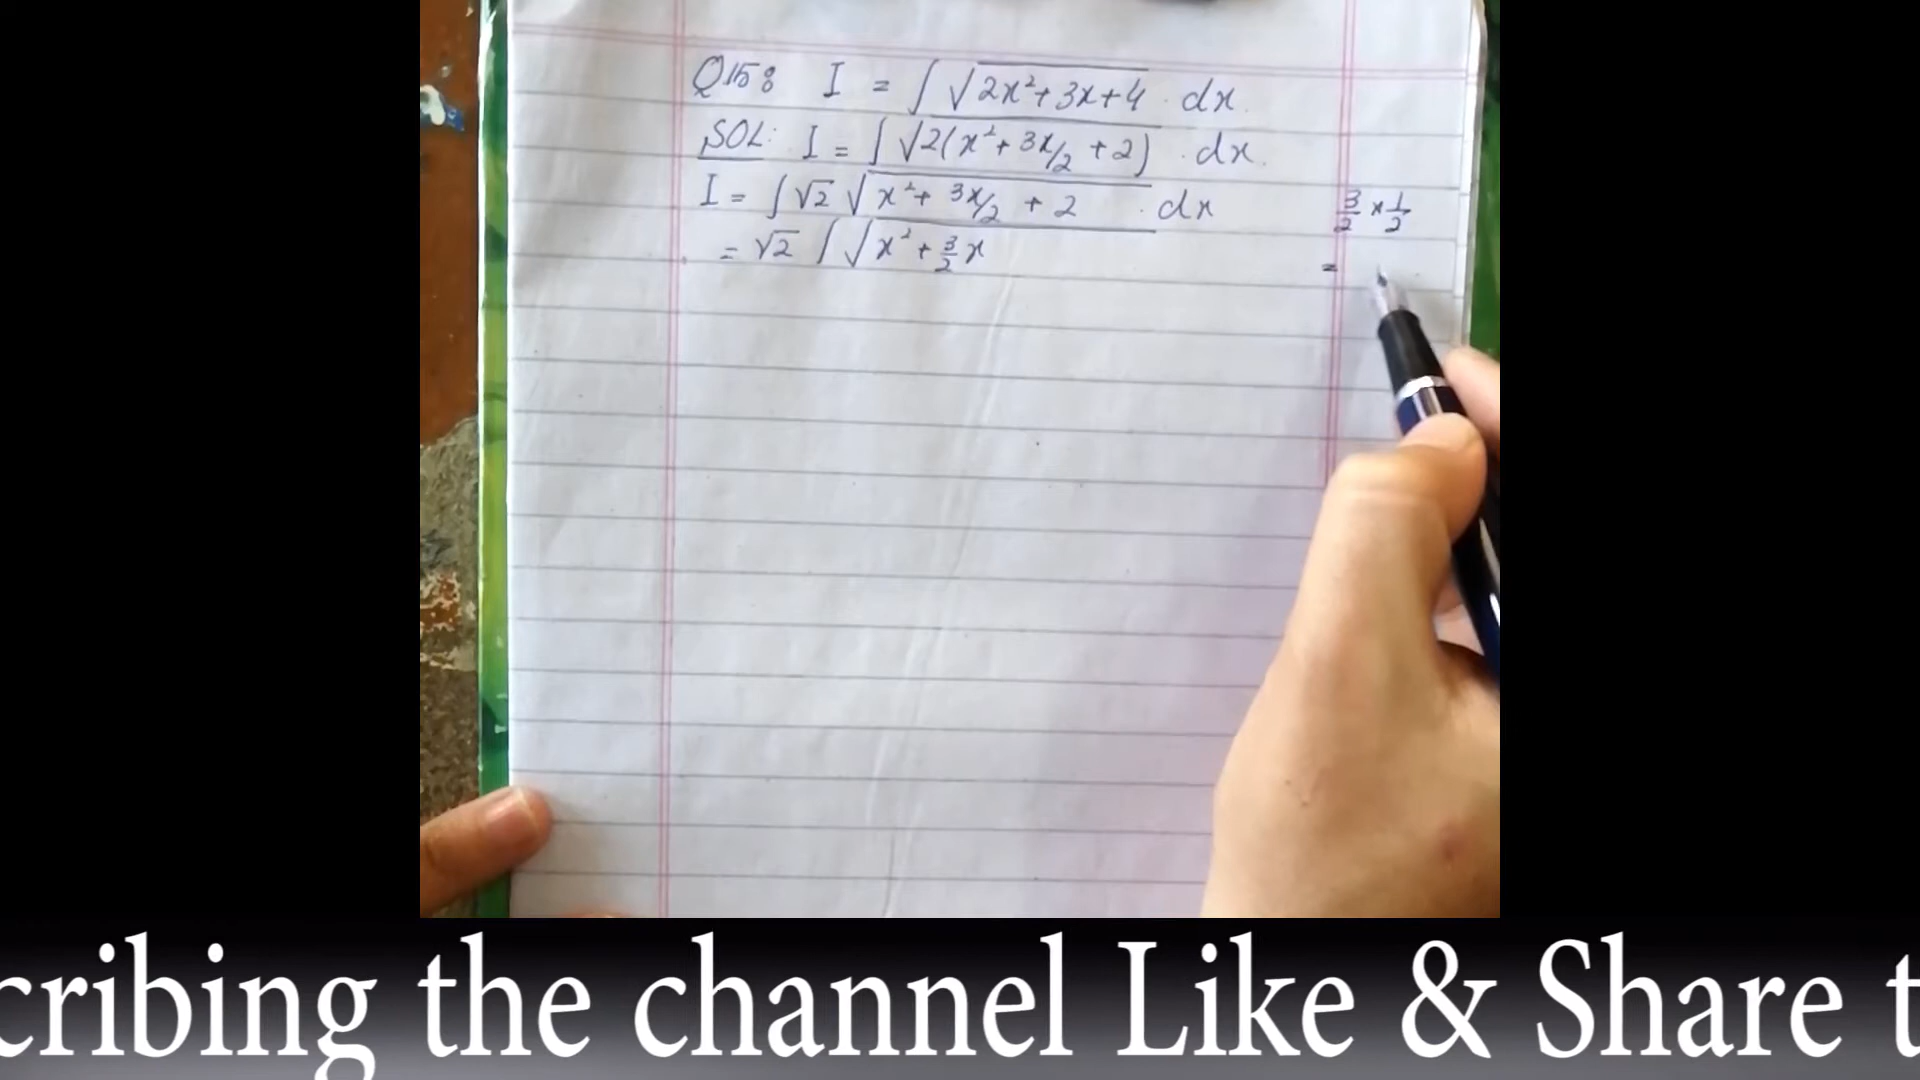 Q15: I = ∫ √2x²+3x+4 . dx.
SOL: I = ∫ √2(x²+ 3x/2 +2) . dx.
I = ∫ √2 √x²+ 3x/2 + 2 . dx
= √2 ∫ √x² + 3/2 x
3/2 × 1/2
=
cribing the channel Like & Share t